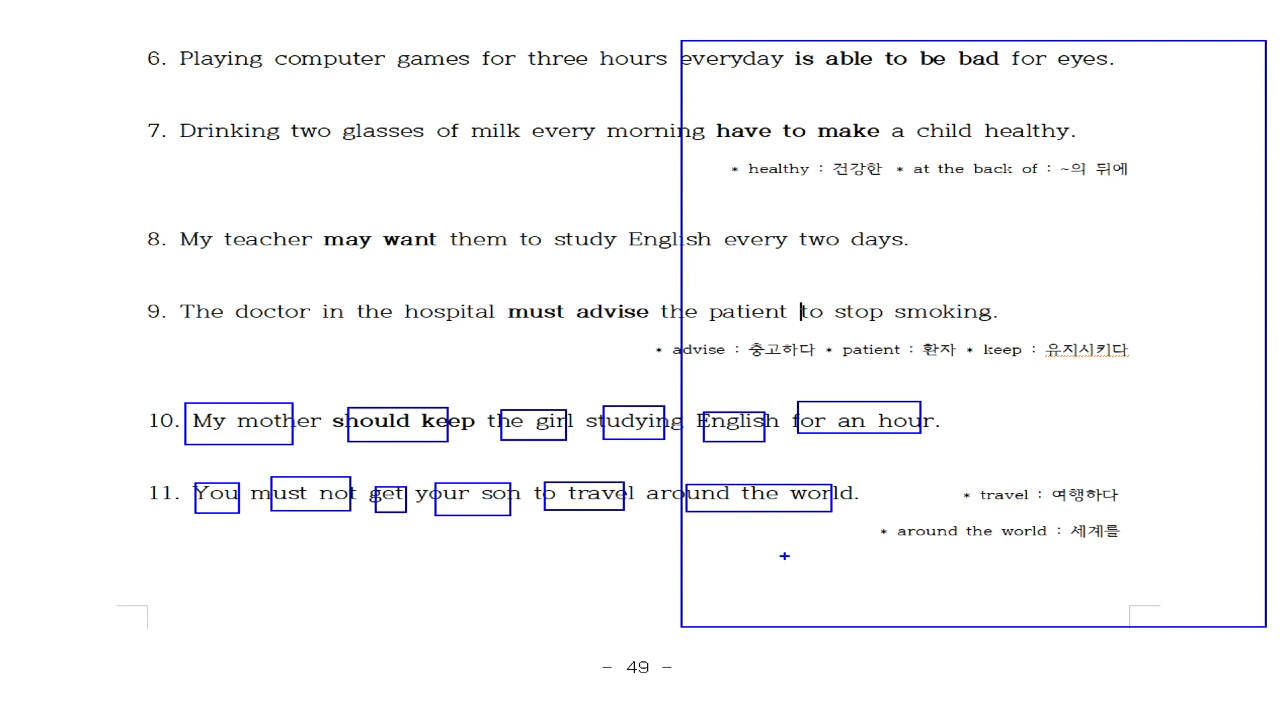 6. Playing computer games for three hours everyday is able to be bad for eyes.
7. Drinking two glasses of milk every morning have to make a child healthy.
* healthy : 건강한 * at the back of : ~의 뒤에
8. My teacher may want them to study English every two days.
9. The doctor in the hospital must advise the patient to stop smoking.
* advise : 충고하다 * patient : 환자 * keep : 유지시키다
10. My mother should keep the girl studying English for an hour.
11. You must not get your son to travel around the world. * travel : 여행하다
* around the world : 세계를
- 49 -